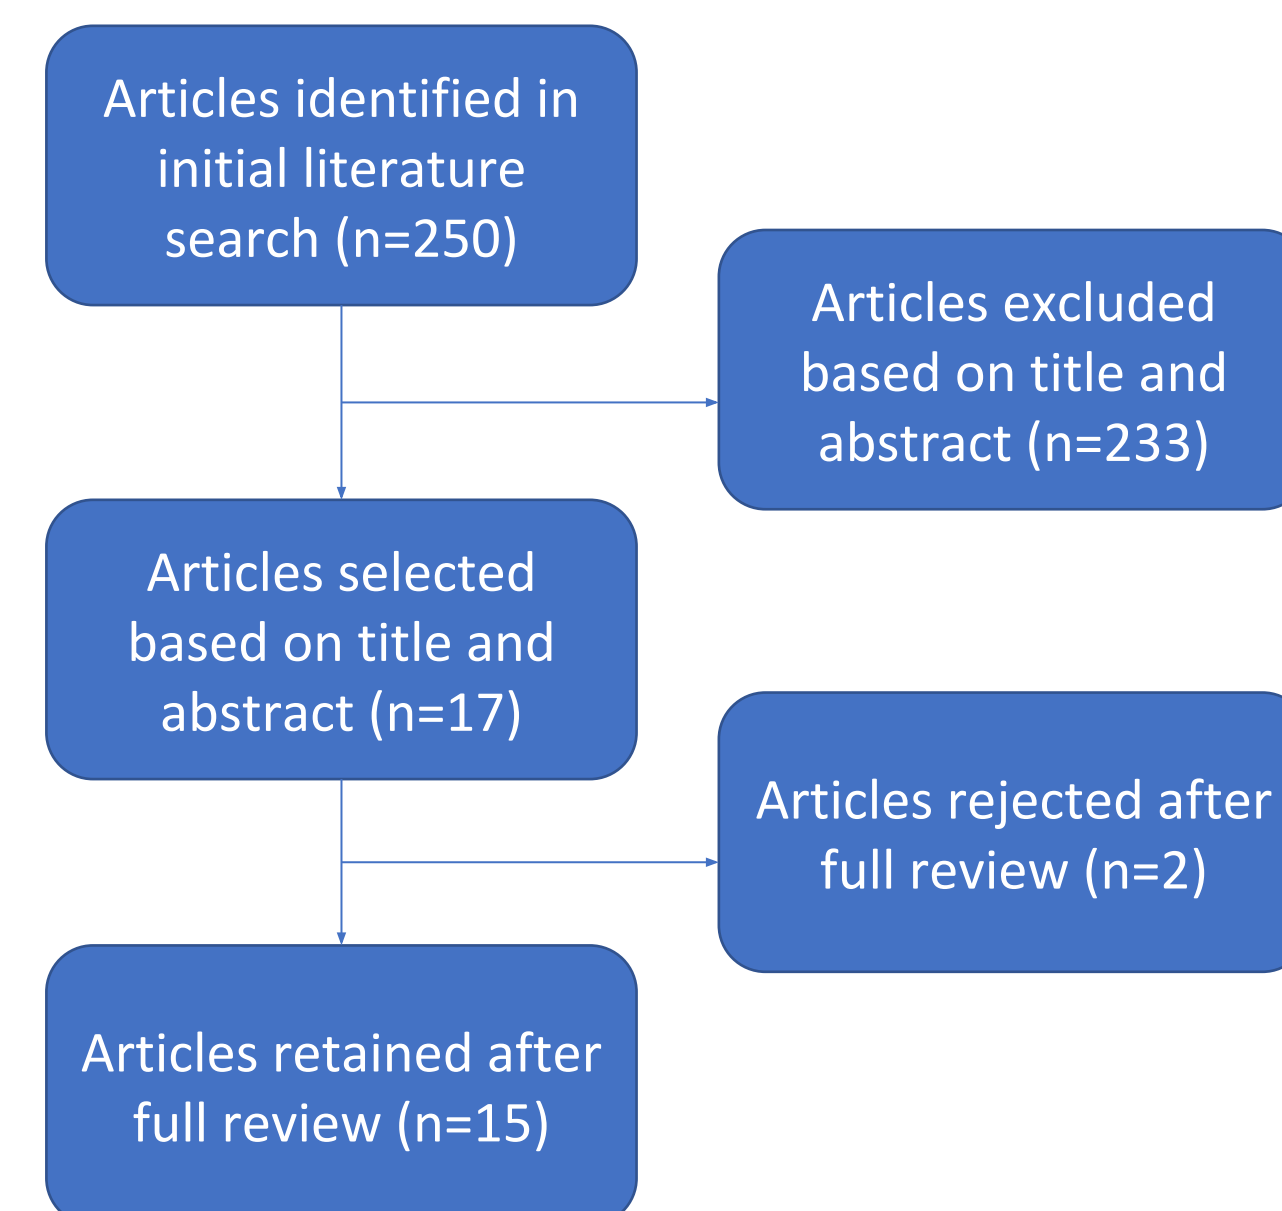 Articles identified in
initial literature
search (n=250)
Articles excluded
based on title and
abstract (n=233)
Articles selected
based on title and
abstract (n=17)
Articles rejected after
full review (n=2)
Articles retained after
full review (n=15)